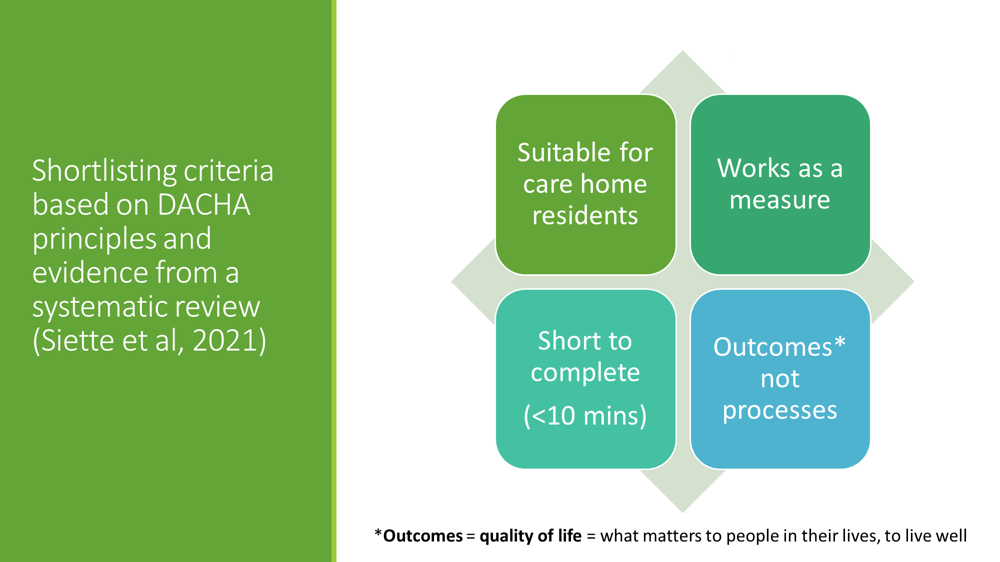 Shortlisting criteria
based on DACHA
principles and
evidence from a
systematic review
(Siette et al, 2021)
Suitable for
care home
residents
Works as a
measure
Short to
complete
(<10 mins)
Outcomes*
not
processes
*Outcomes = quality of life = what matters to people in their lives, to live well